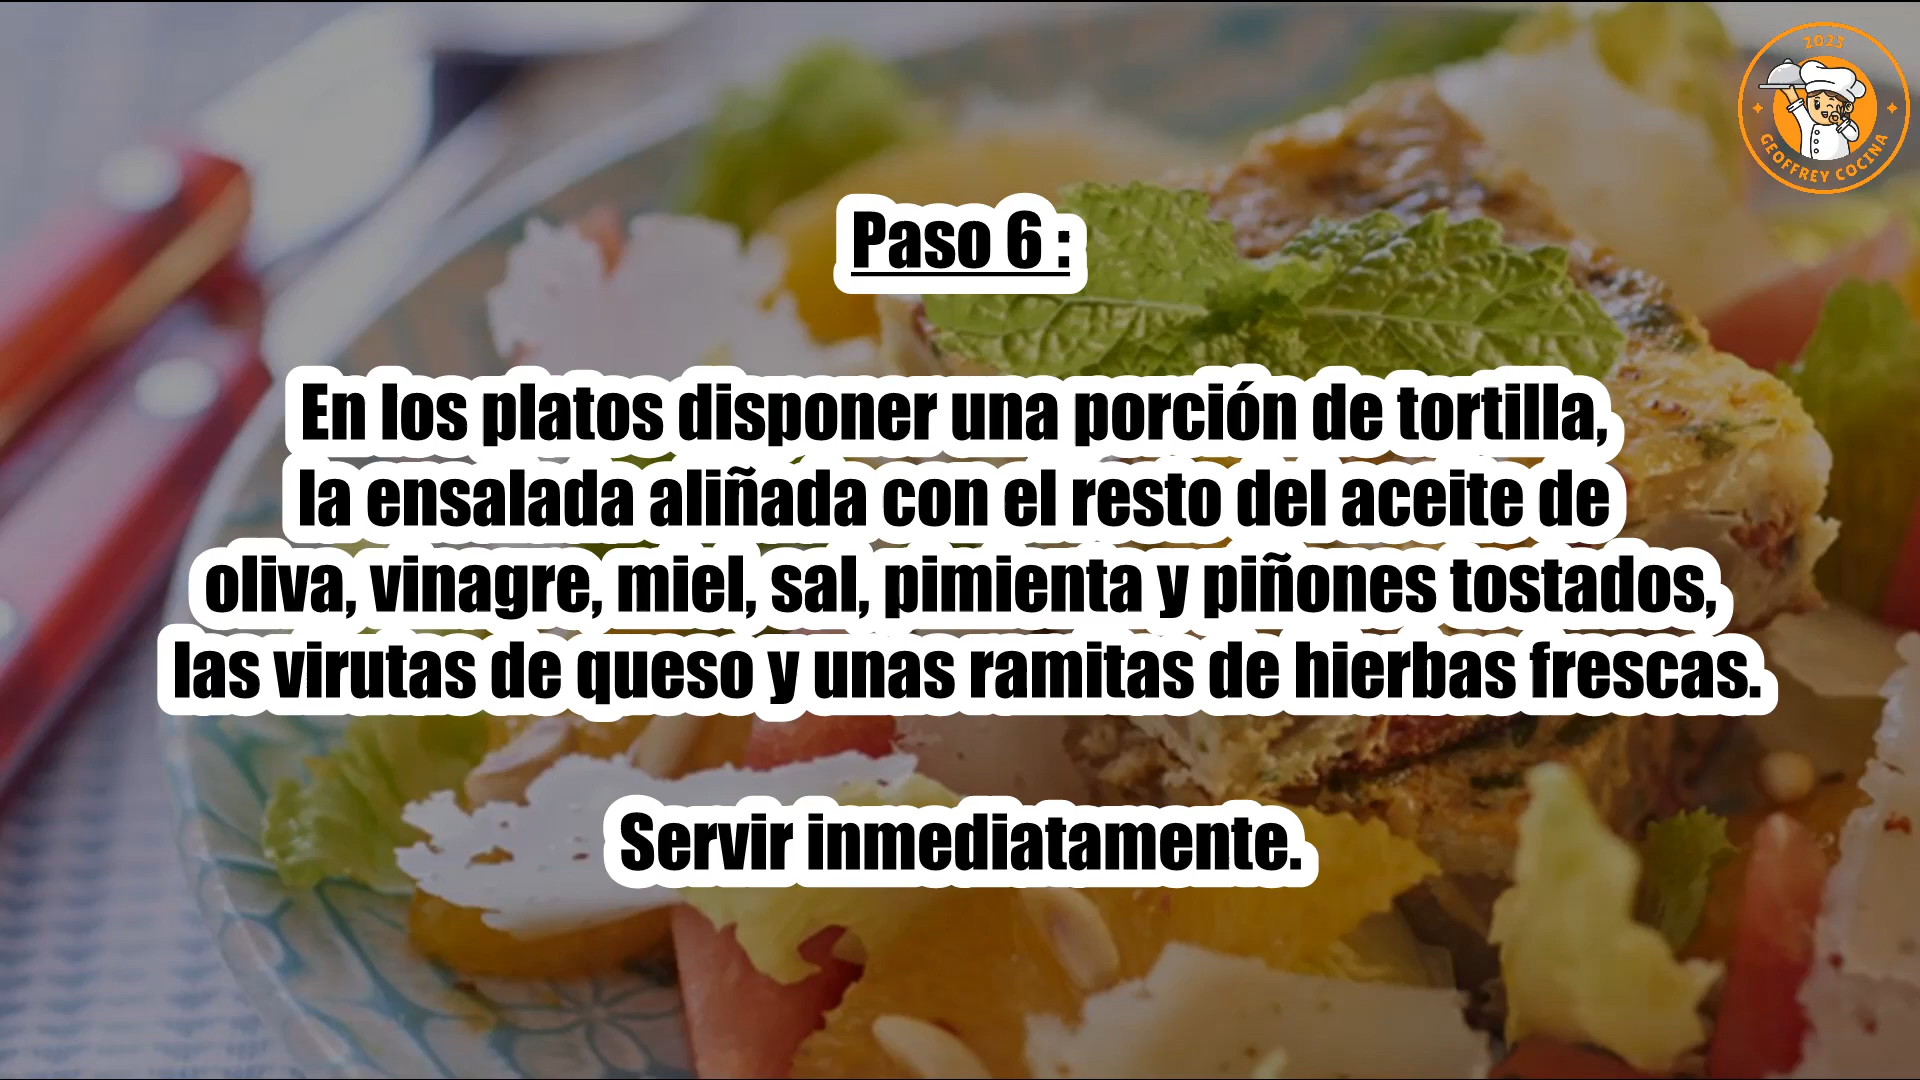 2023
GEOFFREY COCINA
Paso 6 :
En los platos disponer una porción de tortilla,
la ensalada aliñada con el resto del aceite de
oliva, vinagre, miel, sal, pimienta y piñones tostados,
las virutas de queso y unas ramitas de hierbas frescas.
Servir inmediatamente.